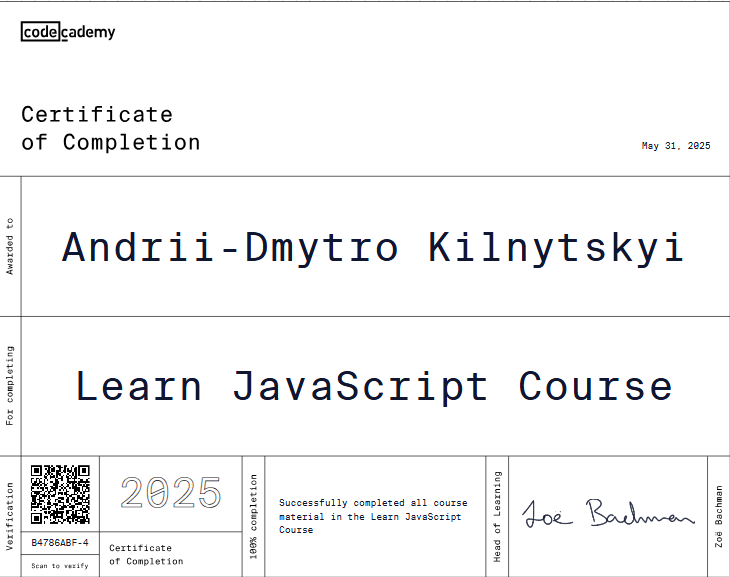 codecademy
Certificate
of Completion
May 31, 2025
Awarded to
Andrii-Dmytro Kilnytskyi
For completing
Learn JavaScript Course
Verification
B4786ABF-4
Scan to verify
2025
Certificate
of Completion
100% completion
Successfully completed all course
material in the Learn JavaScript
Course
Head of Learning
Zoë Bachman
Zoë Bachman